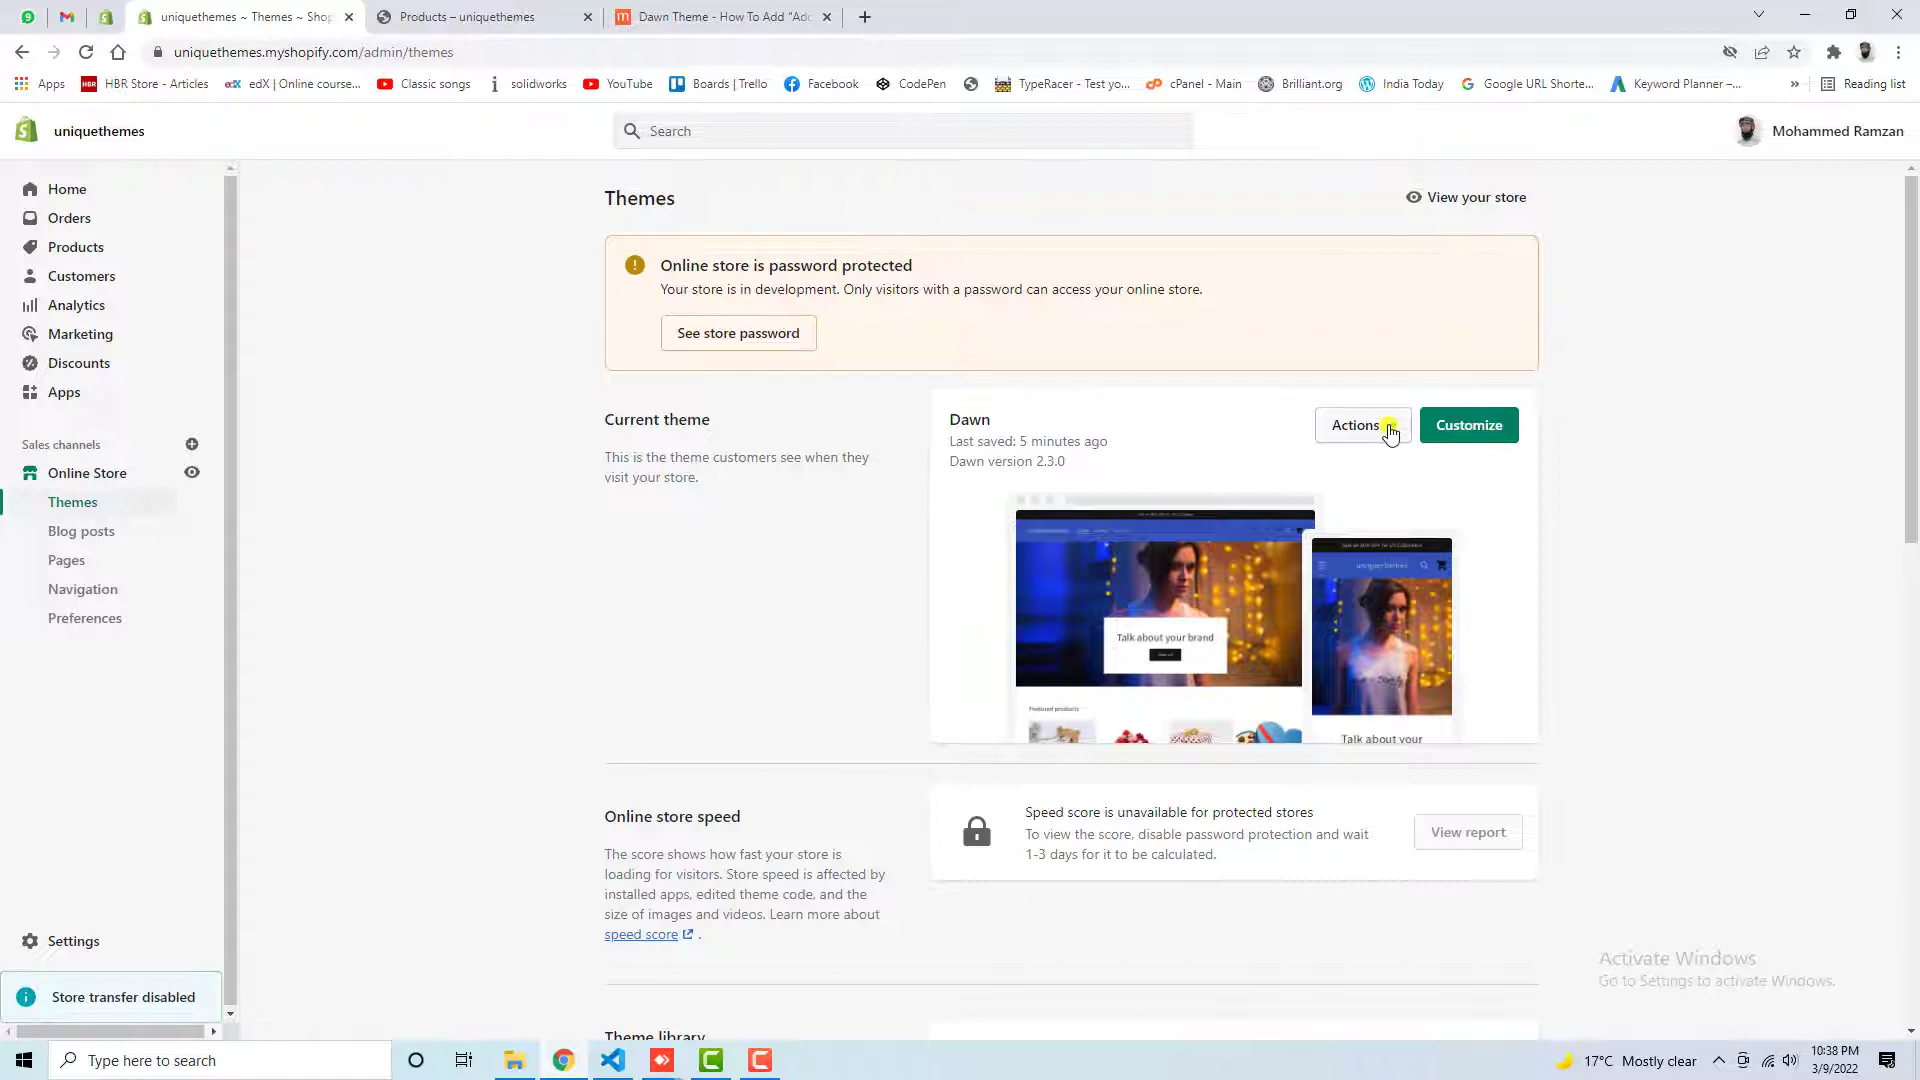 uniquethemes ~ Themes ~ Shop
Products – uniquethemes
Dawn Theme - How To Add "Add
uniquethemes.myshopify.com/admin/themes
Apps
HBR Store - Articles
edX | Online course...
Classic songs
solidworks
YouTube
Boards | Trello
Facebook
CodePen
TypeRacer - Test yo...
cPanel - Main
Brilliant.org
India Today
Google URL Shorte...
Keyword Planner –...
Reading list
uniquethemes
Search
Mohammed Ramzan
Home
Orders
Products
Customers
Analytics
Marketing
Discounts
Apps
Sales channels
Online Store
Themes
Blog posts
Pages
Navigation
Preferences
Settings
Store transfer disabled
Themes
View your store
Online store is password protected
Your store is in development. Only visitors with a password can access your online store.
See store password
Current theme
This is the theme customers see when they
visit your store.
Dawn
Last saved: 5 minutes ago
Dawn version 2.3.0
Actions
Customize
Talk about your brand
Featured products
uniquethemes
Talk about your
Online store speed
The score shows how fast your store is
loading for visitors. Store speed is affected by
installed apps, edited theme code, and the
size of images and videos. Learn more about
speed score .
Speed score is unavailable for protected stores
To view the score, disable password protection and wait
1-3 days for it to be calculated.
View report
Theme library
Activate Windows
Go to Settings to activate Windows.
Type here to search
17°C Mostly clear
10:38 PM
3/9/2022